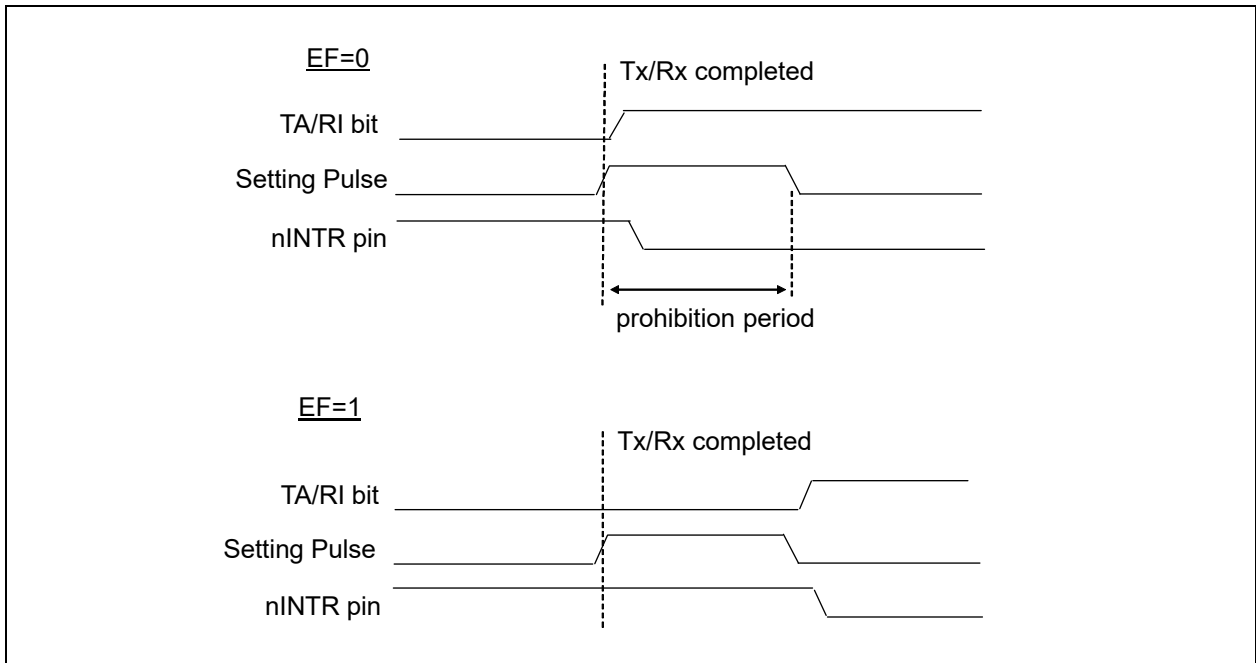 EF=0
Tx/Rx completed
TA/RI bit
Setting Pulse
nINTR pin
prohibition period
EF=1
Tx/Rx completed
TA/RI bit
Setting Pulse
nINTR pin